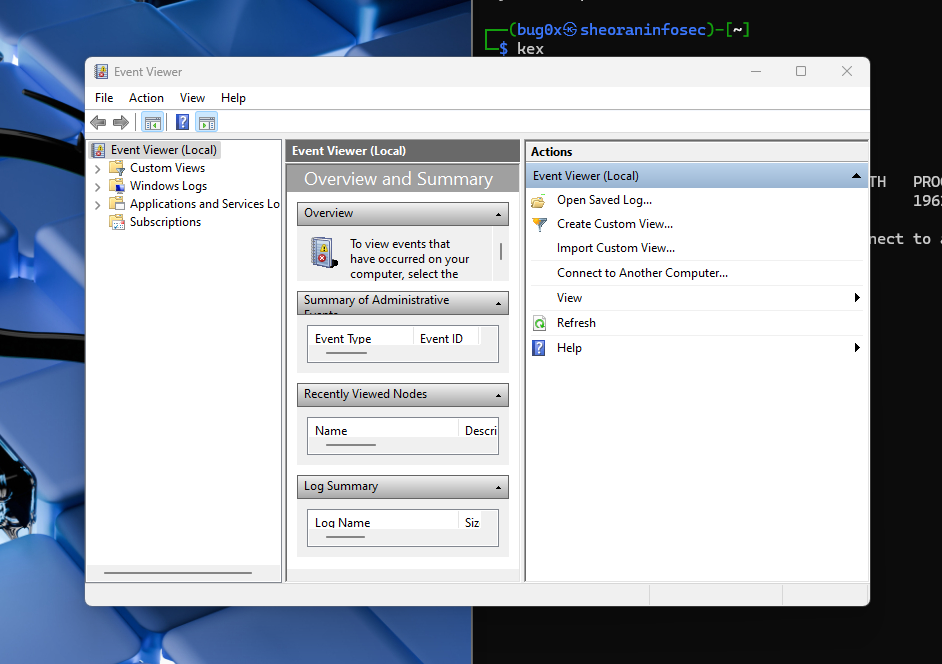 ┌──(bug0x㉿sheoraninfosec)-[~]
└─$ kex
Event Viewer
File Action View Help
Event Viewer (Local)
Custom Views
Windows Logs
Applications and Services Lo
Subscriptions
Event Viewer (Local)
Overview and Summary
Overview
To view events that
have occurred on your
computer, select the
Summary of Administrative
Events
Event Type Event ID
Recently Viewed Nodes
Name Descri
Log Summary
Log Name Siz
Actions
Event Viewer (Local)
Open Saved Log...
Create Custom View...
Import Custom View...
Connect to Another Computer...
View
Refresh
Help
TH PRO
196
nect to a